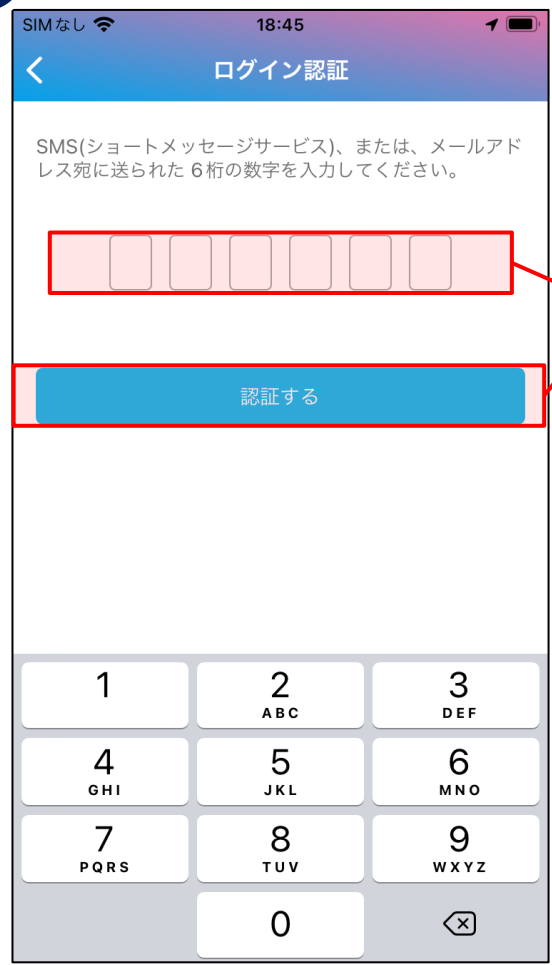 SIMなし 18:45
ログイン認証
SMS(ショートメッセージサービス)、または、メールアド
レス宛に送られた 6桁の数字を入力してください。
認証する
1 2 3
ABC DEF
4 5 6
GHI JKL MNO
7 8 9
PQRS TUV WXYZ
0